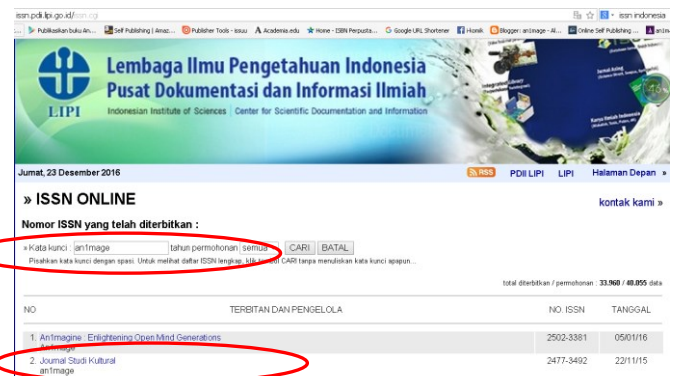 issn.pdii.lipi.go.id/issn.cgi
issn indonesia
Publikasikan buku An...
Self Publishing | Amaz...
Publisher Tools - issuu
Academia.edu
Home - ISBN Perpusta...
Google URL Shortener
Blogger: an1mage - Al...
Online Self Publishing ...
LIPI
Lembaga Ilmu Pengetahuan Indonesia
Pusat Dokumentasi dan Informasi Ilmiah
Indonesian Institute of Sciences | Center for Scientific Documentation and Information
Jumat, 23 Desember 2016
RSS PDII LIPI LIPI Halaman Depan »
» ISSN ONLINE
kontak kami »
Nomor ISSN yang telah diterbitkan :
» Kata kunci : an1mage tahun permohonan semua CARI BATAL
Pisahkan kata kunci dengan spasi. Untuk melihat daftar ISSN lengkap, klik tombol CARI tanpa menuliskan kata kunci apapun...
total diterbitkan / permohonan : 33.960 / 40.055 data
NO TERBITAN DAN PENGELOLA NO. ISSN TANGGAL
1. An1magine : Enlightening Open Mind Generations 2502-3381 05/01/16
An1mage
2. Journal Studi Kultural 2477-3492 22/11/15
an1mage